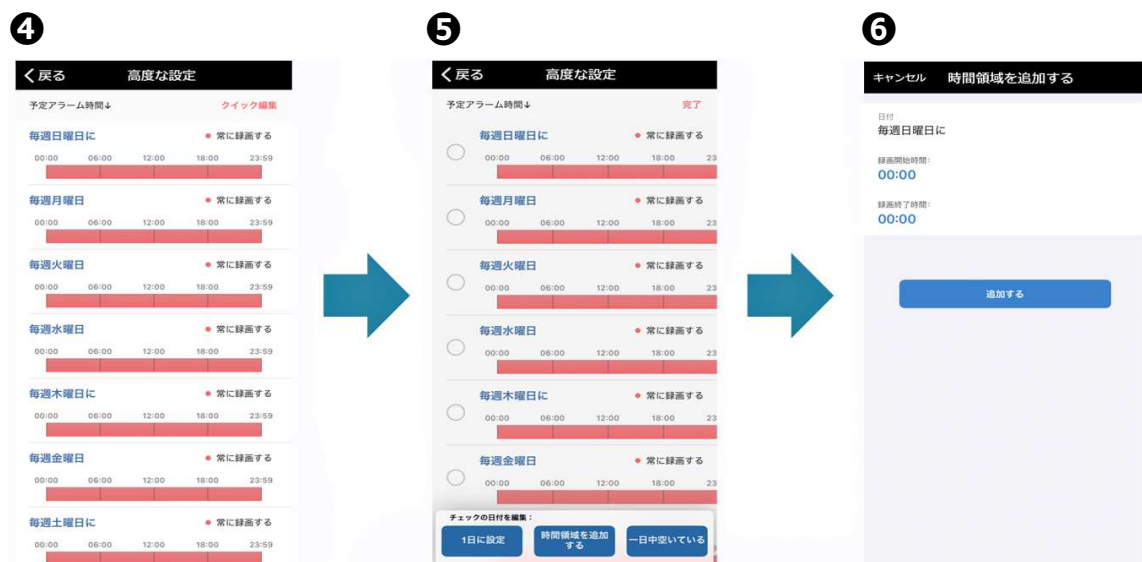 ❹
く戻る 高度な設定
予定アラーム時間↓ クイック編集
毎週日曜日に ● 常に録画する
00:00 06:00 12:00 18:00 23:59
毎週月曜日 ● 常に録画する
00:00 06:00 12:00 18:00 23:59
毎週火曜日 ● 常に録画する
00:00 06:00 12:00 18:00 23:59
毎週水曜日 ● 常に録画する
00:00 06:00 12:00 18:00 23:59
毎週木曜日に ● 常に録画する
00:00 06:00 12:00 18:00 23:59
毎週金曜日 ● 常に録画する
00:00 06:00 12:00 18:00 23:59
毎週土曜日に ● 常に録画する
00:00 06:00 12:00 18:00 23:59
❺
く戻る 高度な設定
予定アラーム時間↓ 完了
毎週日曜日に ● 常に録画する
00:00 06:00 12:00 18:00 23
毎週月曜日 ● 常に録画する
00:00 06:00 12:00 18:00 23
毎週火曜日 ● 常に録画する
00:00 06:00 12:00 18:00 23
毎週水曜日 ● 常に録画する
00:00 06:00 12:00 18:00 23
毎週木曜日に ● 常に録画する
00:00 06:00 12:00 18:00 23
毎週金曜日 ● 常に録画する
00:00 06:00 12:00 18:00 23
チェックの日付を編集：
1日に設定
時間領域を追加
する
一日中空いている
❻
キャンセル 時間領域を追加する
日付
毎週日曜日に
録画開始時間:
00:00
録画終了時間:
00:00
追加する